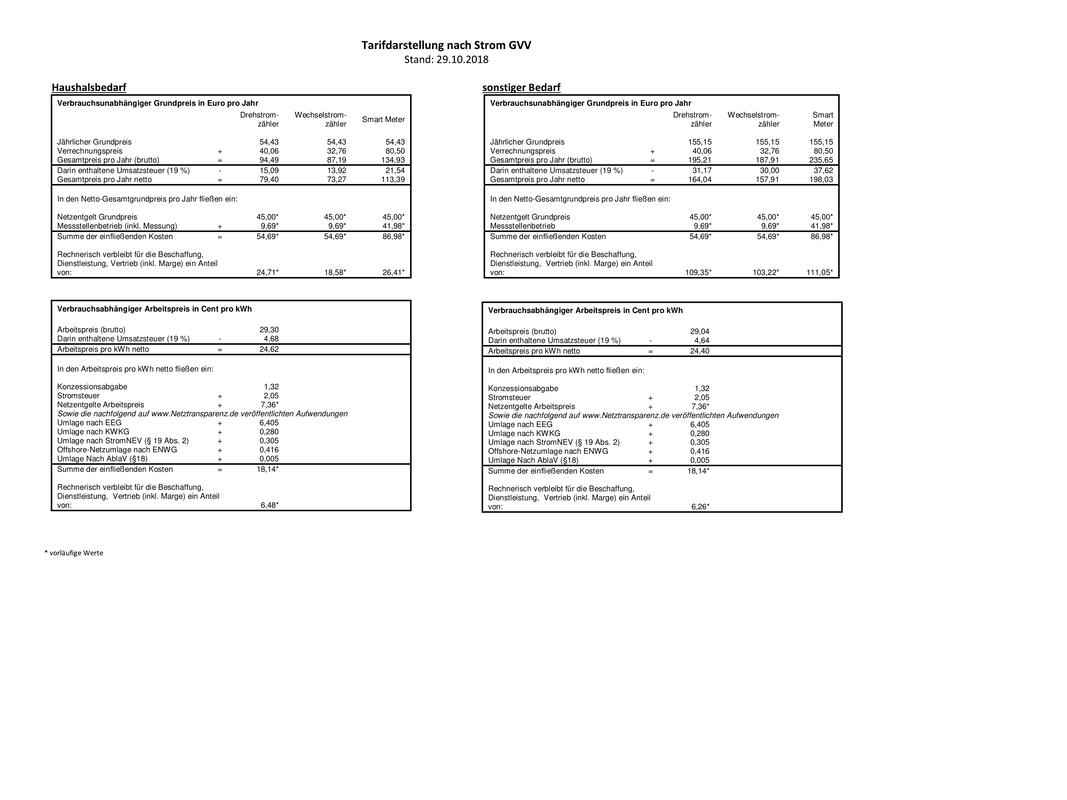 Tarifdarstellung nach Strom GVV
Stand: 29.10.2018
Haushalsbedarf
Verbrauchsunabhängiger Grundpreis in Euro pro Jahr
Drehstrom- Wechselstrom- Smart Meter
zähler zähler
Jährlicher Grundpreis 54,43 54,43 54,43
Verrechnungspreis + 40,06 32,76 80,50
Gesamtpreis pro Jahr (brutto) = 94,49 87,19 134,93
Darin enthaltene Umsatzsteuer (19 %) - 15,09 13,92 21,54
Gesamtpreis pro Jahr netto = 79,40 73,27 113,39
In den Netto-Gesamtgrundpreis pro Jahr fließen ein:
Netzentgelt Grundpreis 45,00* 45,00* 45,00*
Messstellenbetrieb (inkl. Messung) + 9,69* 9,69* 41,98*
Summe der einfließenden Kosten = 54,69* 54,69* 86,98*
Rechnerisch verbleibt für die Beschaffung,
Dienstleistung, Vertrieb (inkl. Marge) ein Anteil
von: 24,71* 18,58* 26,41*
Verbrauchsabhängiger Arbeitspreis in Cent pro kWh
Arbeitspreis (brutto) 29,30
Darin enthaltene Umsatzsteuer (19 %) - 4,68
Arbeitspreis pro kWh netto = 24,62
In den Arbeitspreis pro kWh netto fließen ein:
Konzessionsabgabe 1,32
Stromsteuer + 2,05
Netzentgelte Arbeitspreis + 7,36*
Sowie die nachfolgend auf www.Netztransparenz.de veröffentlichten Aufwendungen
Umlage nach EEG + 6,405
Umlage nach KWKG + 0,280
Umlage nach StromNEV (§ 19 Abs. 2) + 0,305
Offshore-Netzumlage nach ENWG + 0,416
Umlage Nach AblaV (§18) + 0,005
Summe der einfließenden Kosten = 18,14*
Rechnerisch verbleibt für die Beschaffung,
Dienstleistung, Vertrieb (inkl. Marge) ein Anteil
von: 6,48*
sonstiger Bedarf
Verbrauchsunabhängiger Grundpreis in Euro pro Jahr
Drehstrom- Wechselstrom- Smart
zähler zähler Meter
Jährlicher Grundpreis 155,15 155,15 155,15
Verrechnungspreis + 40,06 32,76 80,50
Gesamtpreis pro Jahr (brutto) = 195,21 187,91 235,65
Darin enthaltene Umsatzsteuer (19 %) - 31,17 30,00 37,62
Gesamtpreis pro Jahr netto = 164,04 157,91 198,03
In den Netto-Gesamtgrundpreis pro Jahr fließen ein:
Netzentgelt Grundpreis 45,00* 45,00* 45,00*
Messstellenbetrieb + 9,69* 9,69* 41,98*
Summe der einfließenden Kosten = 54,69* 54,69* 86,98*
Rechnerisch verbleibt für die Beschaffung,
Dienstleistung, Vertrieb (inkl. Marge) ein Anteil
von: 109,35* 103,22* 111,05*
Verbrauchsabhängiger Arbeitspreis in Cent pro kWh
Arbeitspreis (brutto) 29,04
Darin enthaltene Umsatzsteuer (19 %) - 4,64
Arbeitspreis pro kWh netto = 24,40
In den Arbeitspreis pro kWh netto fließen ein:
Konzessionsabgabe 1,32
Stromsteuer + 2,05
Netzentgelte Arbeitspreis + 7,36*
Sowie die nachfolgend auf www.Netztransparenz.de veröffentlichten Aufwendungen
Umlage nach EEG + 6,405
Umlage nach KWKG + 0,280
Umlage nach StromNEV (§ 19 Abs. 2) + 0,305
Offshore-Netzumlage nach ENWG + 0,416
Umlage Nach AblaV (§18) + 0,005
Summe der einfließenden Kosten = 18,14*
Rechnerisch verbleibt für die Beschaffung,
Dienstleistung, Vertrieb (inkl. Marge) ein Anteil
von: 6,26*
* vorläufige Werte